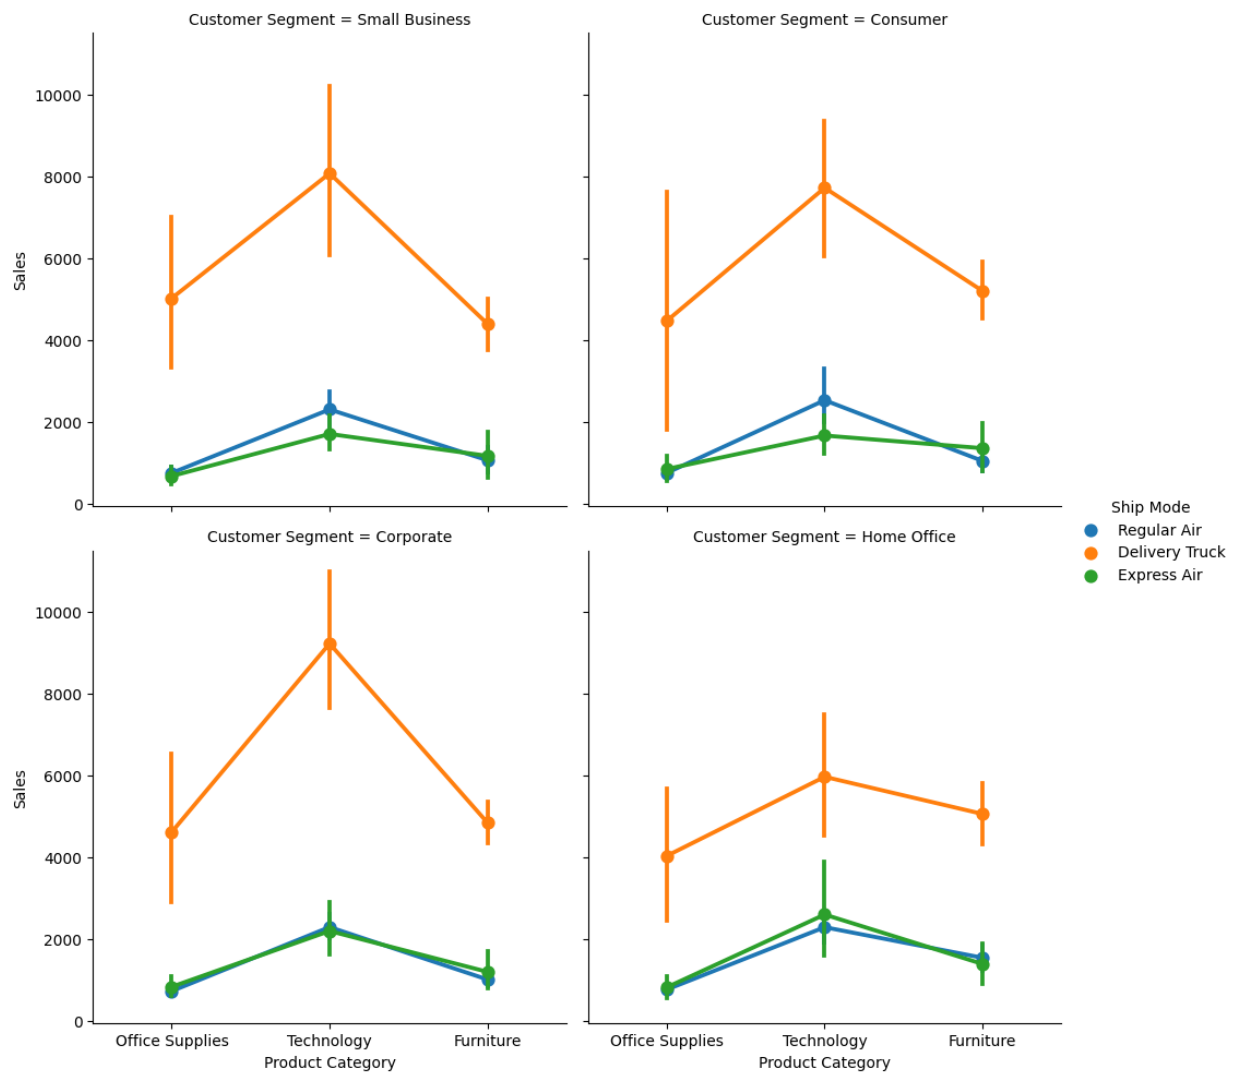 Customer Segment = Small Business
Customer Segment = Consumer
10000
8000
6000
4000
2000
0
Sales
Customer Segment = Corporate
Customer Segment = Home Office
10000
8000
6000
4000
2000
0
Sales
Office Supplies
Technology
Furniture
Product Category
Office Supplies
Technology
Furniture
Product Category
Ship Mode
Regular Air
Delivery Truck
Express Air